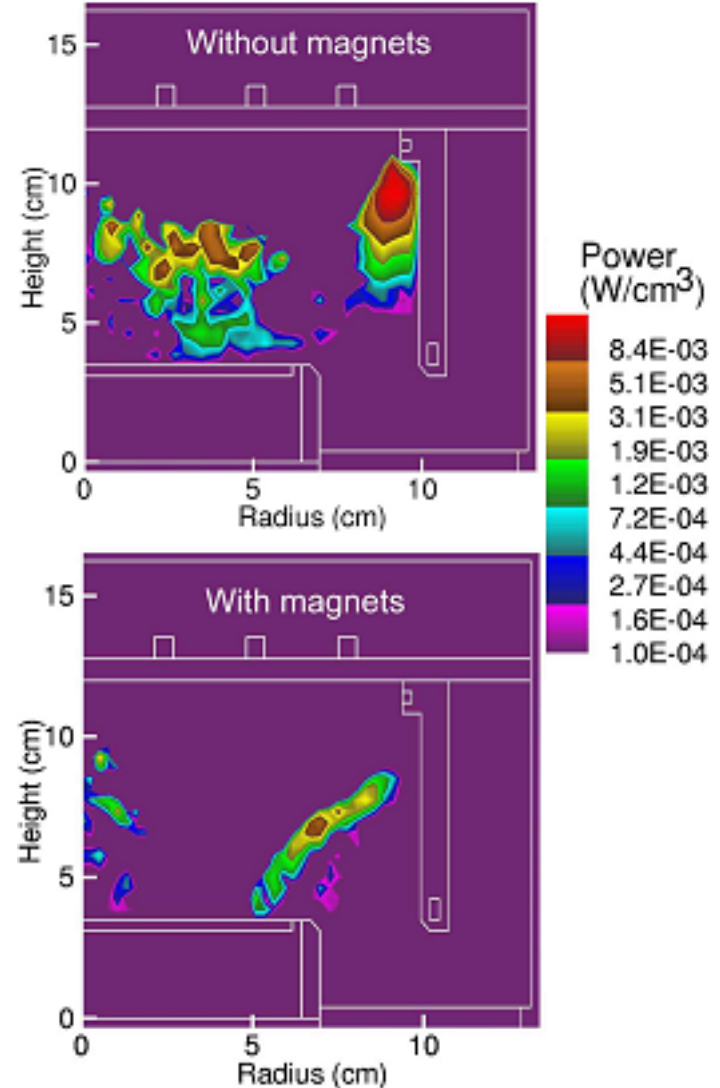 Without magnets
15
10
5
0
Height (cm)
0 5 10
Radius (cm)
Power
(W/cm³)
8.4E-03
5.1E-03
3.1E-03
1.9E-03
1.2E-03
7.2E-04
4.4E-04
2.7E-04
1.6E-04
1.0E-04
With magnets
15
10
5
0
Height (cm)
0 5 10
Radius (cm)